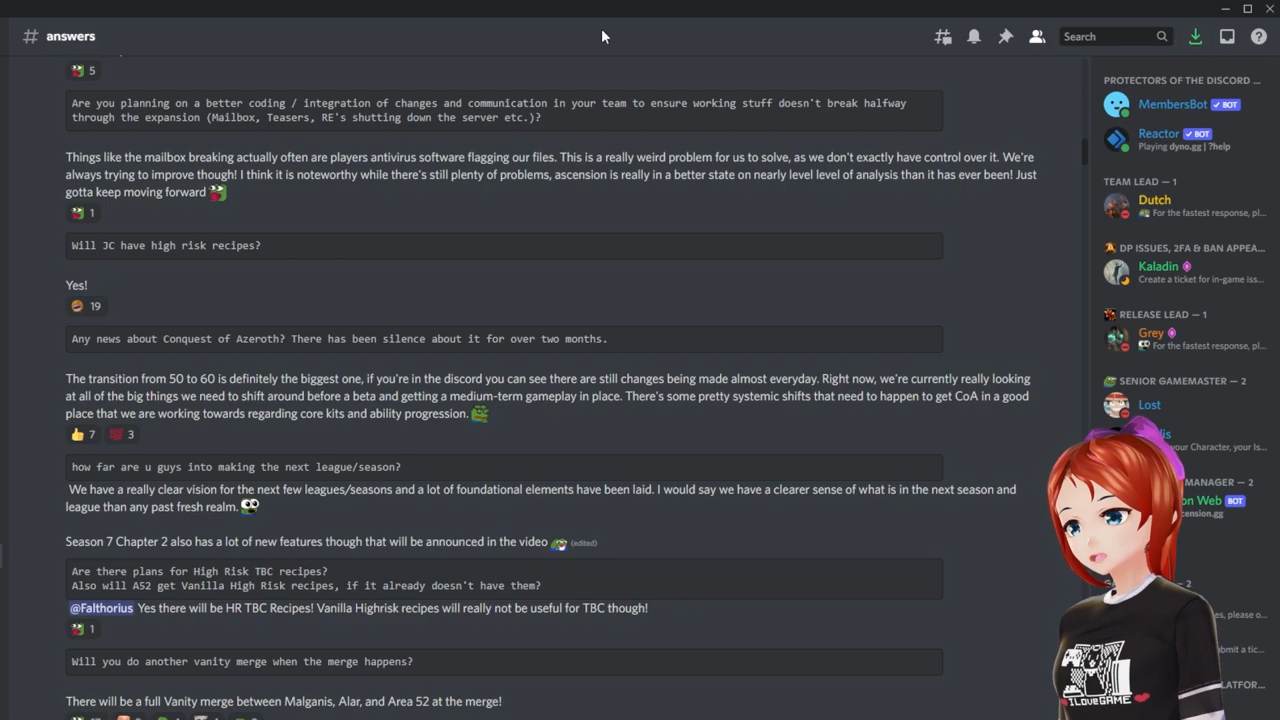 # answers
Search
5
Are you planning on a better coding / integration of changes and communication in your team to ensure working stuff doesn't break halfway
through the expansion (Mailbox, Teasers, RE's shutting down the server etc.)?
Things like the mailbox breaking actually often are players antivirus software flagging our files. This is a really weird problem for us to solve, as we don't exactly have control over it. We're
always trying to improve though! I think it is noteworthy while there's still plenty of problems, ascension is really in a better state on nearly level level of analysis than it has ever been! Just
gotta keep moving forward
1
Will JC have high risk recipes?
Yes!
19
Any news about Conquest of Azeroth? There has been silence about it for over two months.
The transition from 50 to 60 is definitely the biggest one, if you're in the discord you can see there are still changes being made almost everyday. Right now, we're currently really looking
at all of the big things we need to shift around before a beta and getting a medium-term gameplay in place. There's some pretty systemic shifts that need to happen to get CoA in a good
place that we are working towards regarding core kits and ability progression.
7 3
how far are u guys into making the next league/season?
We have a really clear vision for the next few leagues/seasons and a lot of foundational elements have been laid. I would say we have a clearer sense of what is in the next season and
league than any past fresh realm.
Season 7 Chapter 2 also has a lot of new features though that will be announced in the video (edited)
Are there plans for High Risk TBC recipes?
Also will A52 get Vanilla High Risk recipes, if it already doesn't have them?
@Falthorius Yes there will be HR TBC Recipes! Vanilla Highrisk recipes will really not be useful for TBC though!
1
Will you do another vanity merge when the merge happens?
There will be a full Vanity merge between Malganis, Alar, and Area 52 at the merge!
PROTECTORS OF THE DISCORD ...
MembersBot ✓ BOT
Reactor ✓ BOT
Playing dyno.gg | ?help
TEAM LEAD — 1
Dutch
For the fastest response, pl...
DP ISSUES, 2FA & BAN APPEA...
Kaladin
Create a ticket for in-game iss...
RELEASE LEAD — 1
Grey
For the fastest response, pl...
SENIOR GAMEMASTER — 2
Lost
your Character, your Is...
MANAGER — 2
on Web BOT
cension.gg
2
es, please o...
bmit a tic...
LATFOR...
I LOVE GAME